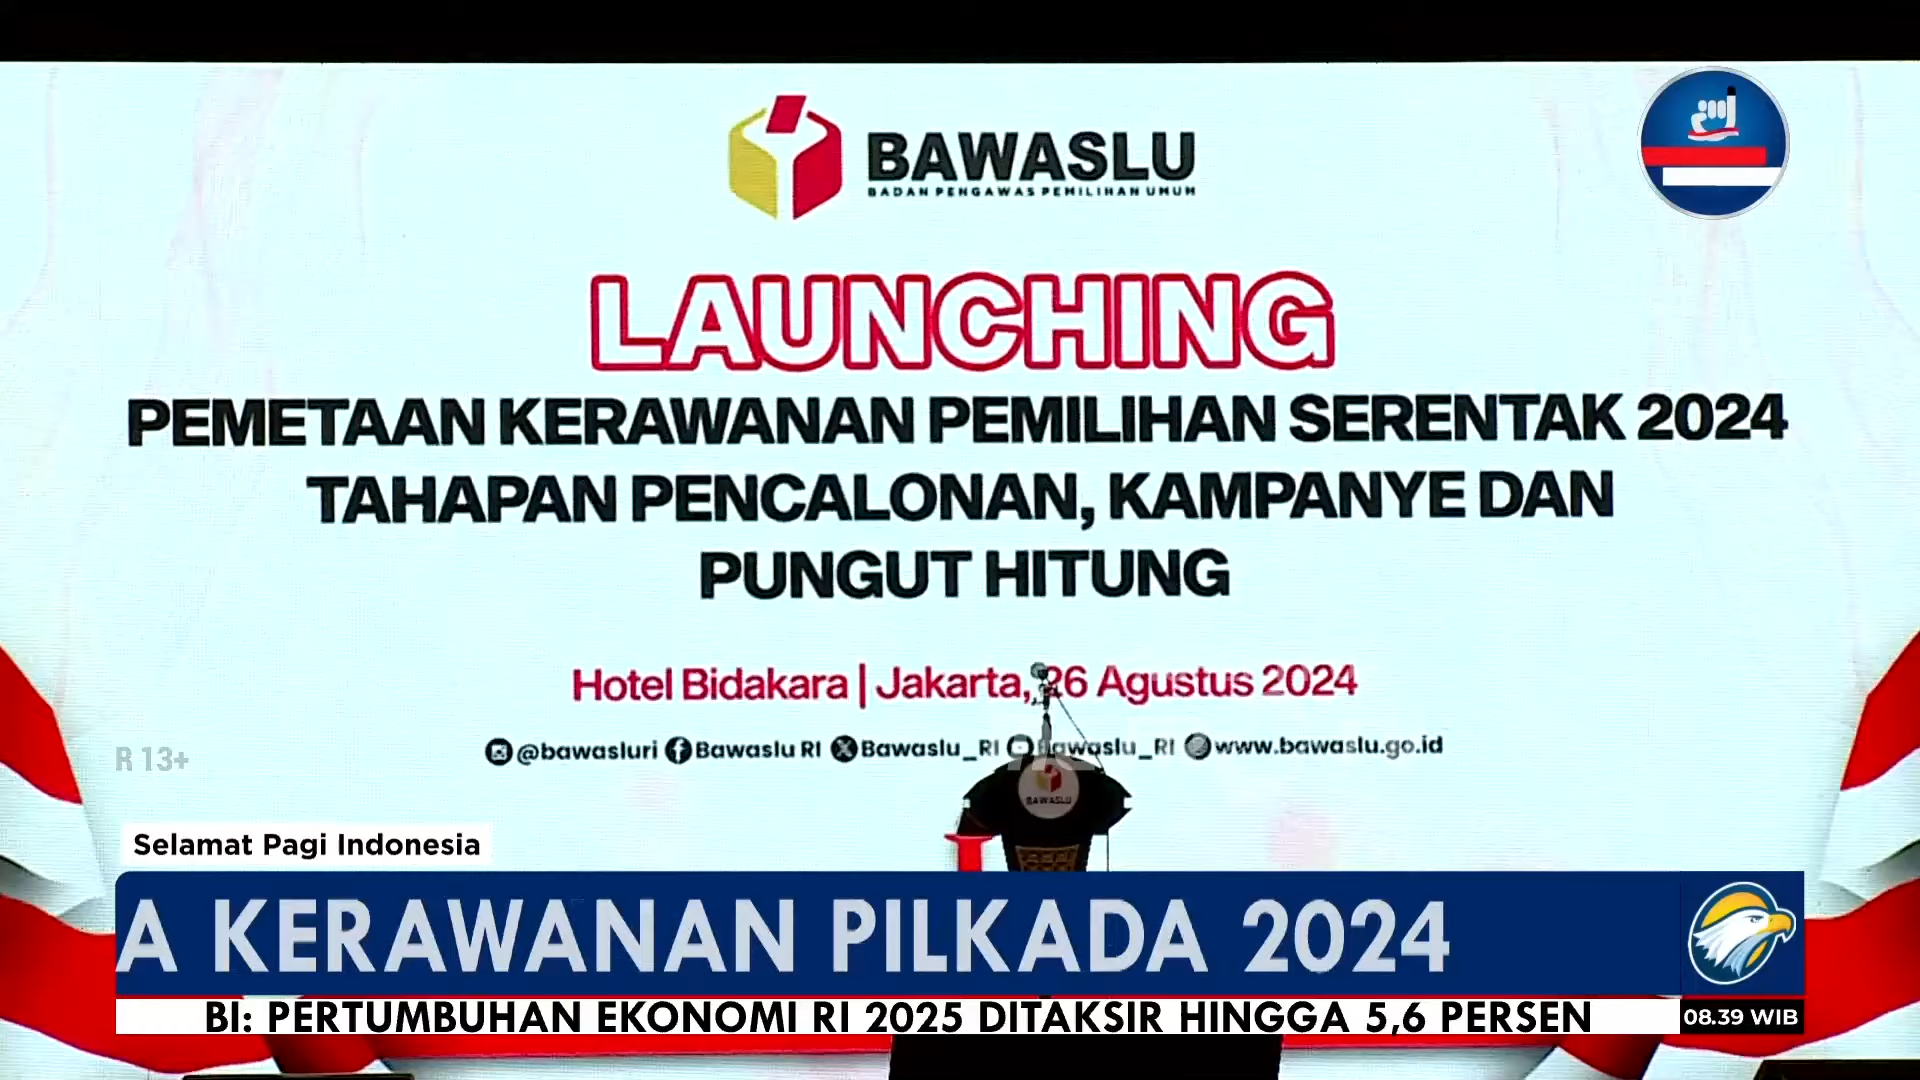 BAWASLU
BADAN PENGAWAS PEMILIHAN UMUM
LAUNCHING
PEMETAAN KERAWANAN PEMILIHAN SERENTAK 2024
TAHAPAN PENCALONAN, KAMPANYE DAN
PUNGUT HITUNG
Hotel Bidakara | Jakarta, 26 Agustus 2024
@bawasluri Bawaslu RI Bawaslu_RI Bawaslu_RI www.bawaslu.go.id
R 13+
BAWASLU
Selamat Pagi Indonesia
A KERAWANAN PILKADA 2024
BI: PERTUMBUHAN EKONOMI RI 2025 DITAKSIR HINGGA 5,6 PERSEN
08.39 WIB